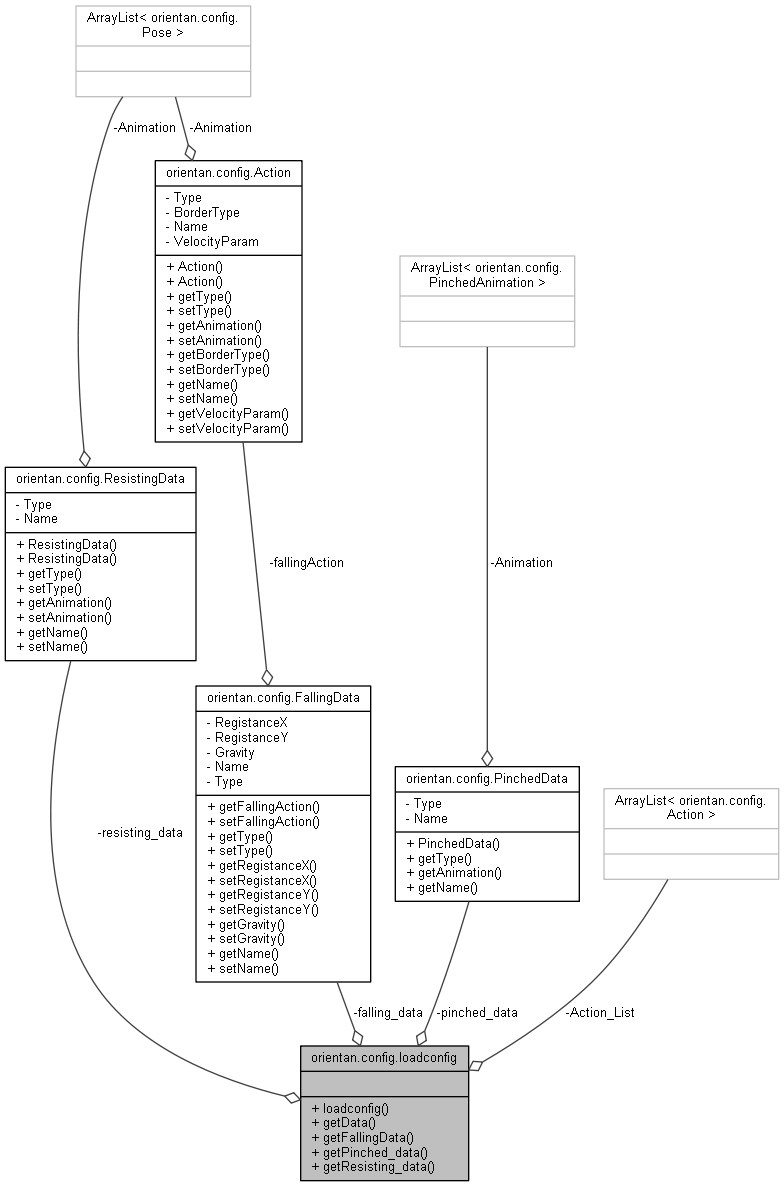 ArrayList< orientan.config.
Pose >
-Animation
-Animation
orientan.config.Action
- Type
- BorderType
- Name
- VelocityParam
+ Action()
+ Action()
+ getType()
+ setType()
+ getAnimation()
+ setAnimation()
+ getBorderType()
+ setBorderType()
+ getName()
+ setName()
+ getVelocityParam()
+ setVelocityParam()
ArrayList< orientan.config.
PinchedAnimation >
orientan.config.ResistingData
- Type
- Name
+ ResistingData()
+ ResistingData()
+ getType()
+ setType()
+ getAnimation()
+ setAnimation()
+ getName()
+ setName()
-fallingAction
-Animation
orientan.config.FallingData
- RegistanceX
- RegistanceY
- Gravity
- Name
- Type
+ getFallingAction()
+ setFallingAction()
+ getType()
+ setType()
+ getRegistanceX()
+ setRegistanceX()
+ getRegistanceY()
+ setRegistanceY()
+ getGravity()
+ setGravity()
+ getName()
+ setName()
orientan.config.PinchedData
- Type
- Name
+ PinchedData()
+ getType()
+ getAnimation()
+ getName()
ArrayList< orientan.config.
Action >
-resisting_data
-falling_data
-pinched_data
-Action_List
orientan.config.loadconfig
+ loadconfig()
+ getData()
+ getFallingData()
+ getPinched_data()
+ getResisting_data()